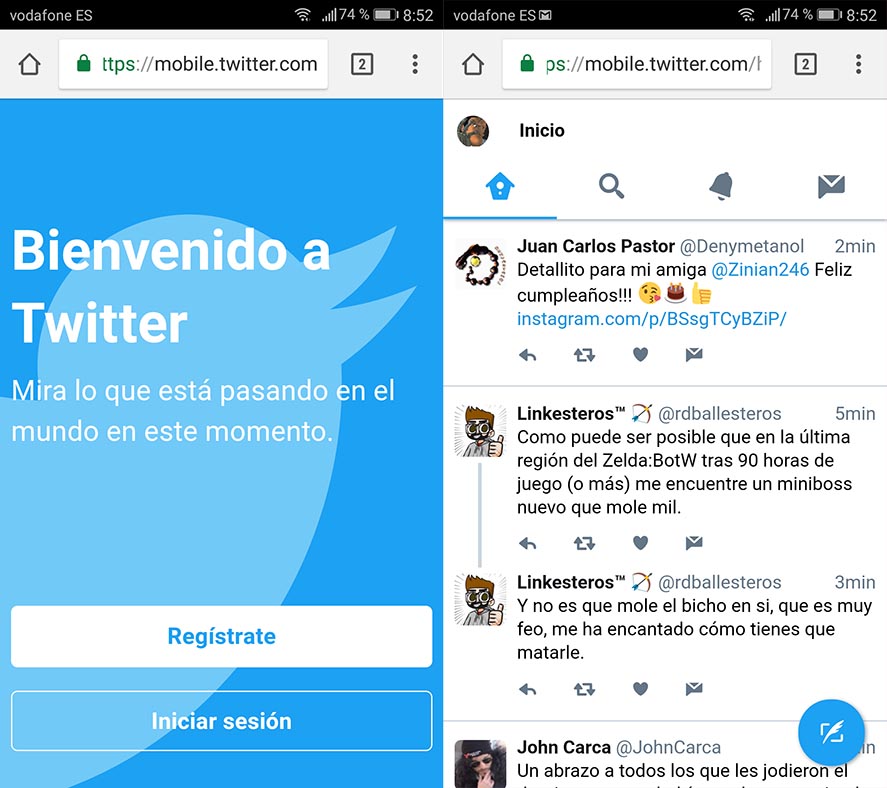 vodafone ES 74 % 8:52
ttps://mobile.twitter.com 2
Bienvenido a
Twitter
Mira lo que está pasando en el
mundo en este momento.
Regístrate
Iniciar sesión
vodafone ES 74 % 8:52
ps://mobile.twitter.com/h 2
Inicio
Juan Carlos Pastor @Denymetanol 2min
Detallito para mi amiga @Zinian246 Feliz
cumpleaños!!! 😘🎂👍
instagram.com/p/BSsgTCyBZiP/
Linkesteros™ 🏹 @rdballesteros 5min
Como puede ser posible que en la última
región del Zelda:BotW tras 90 horas de
juego (o más) me encuentre un miniboss
nuevo que mole mil.
Linkesteros™ 🏹 @rdballesteros 3min
Y no es que mole el bicho en si, que es muy
feo, me ha encantado cómo tienes que
matarle.
John Carca @JohnCarca
Un abrazo a todos los que les jodieron el